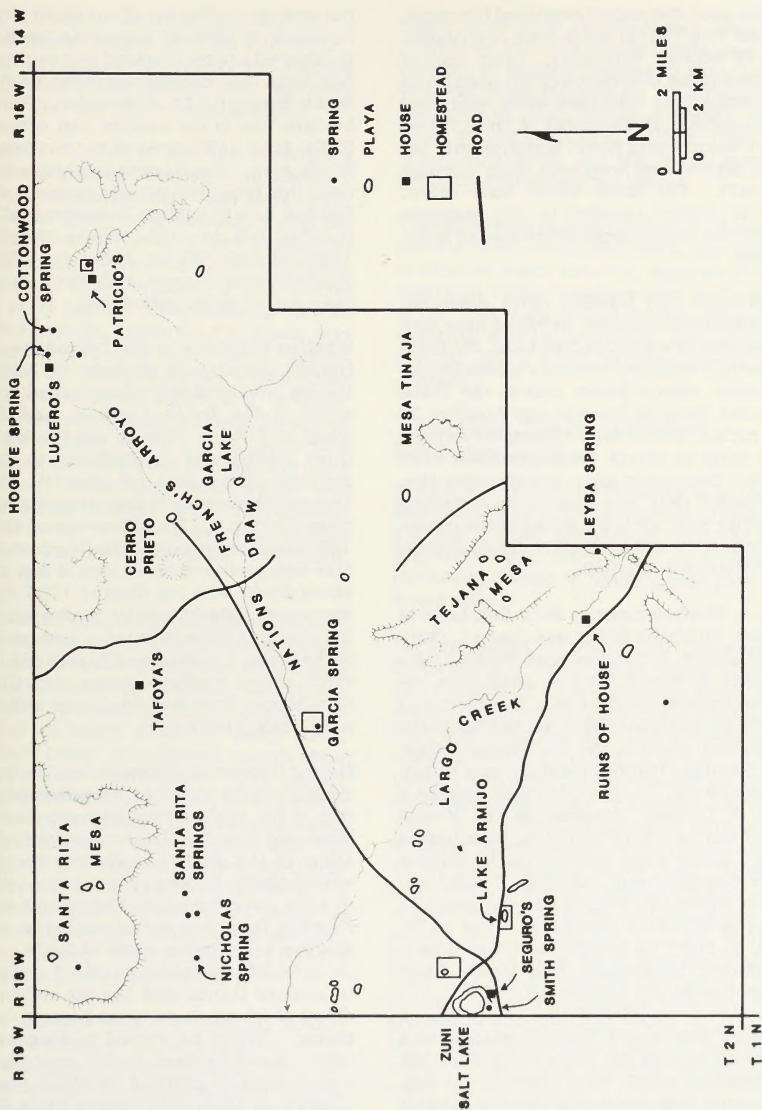 R 19 W
R 18 W
R 15 W
R 14 W
HOGEYE SPRING
COTTONWOOD
SPRING
LUCERO'S
PATRICIO'S
SANTA RITA
MESA
CERRO
PRIETO
FRENCH'S ARROYO
TAFOYA'S
SANTA RITA
SPRINGS
NICHOLAS
SPRING
GARCIA
LAKE
NATIONS DRAW
GARCIA SPRING
MESA TINAJA
TEJANA
MESA
LARGO CREEK
LEYBA SPRING
LAKE ARMIJO
ZUNI
SALT LAKE
SEGURO'S
SMITH SPRING
RUINS OF HOUSE
T 2 N
T 1 N
SPRING
PLAYA
HOUSE
HOMESTEAD
ROAD
N
0 2 MILES
0 2 KM